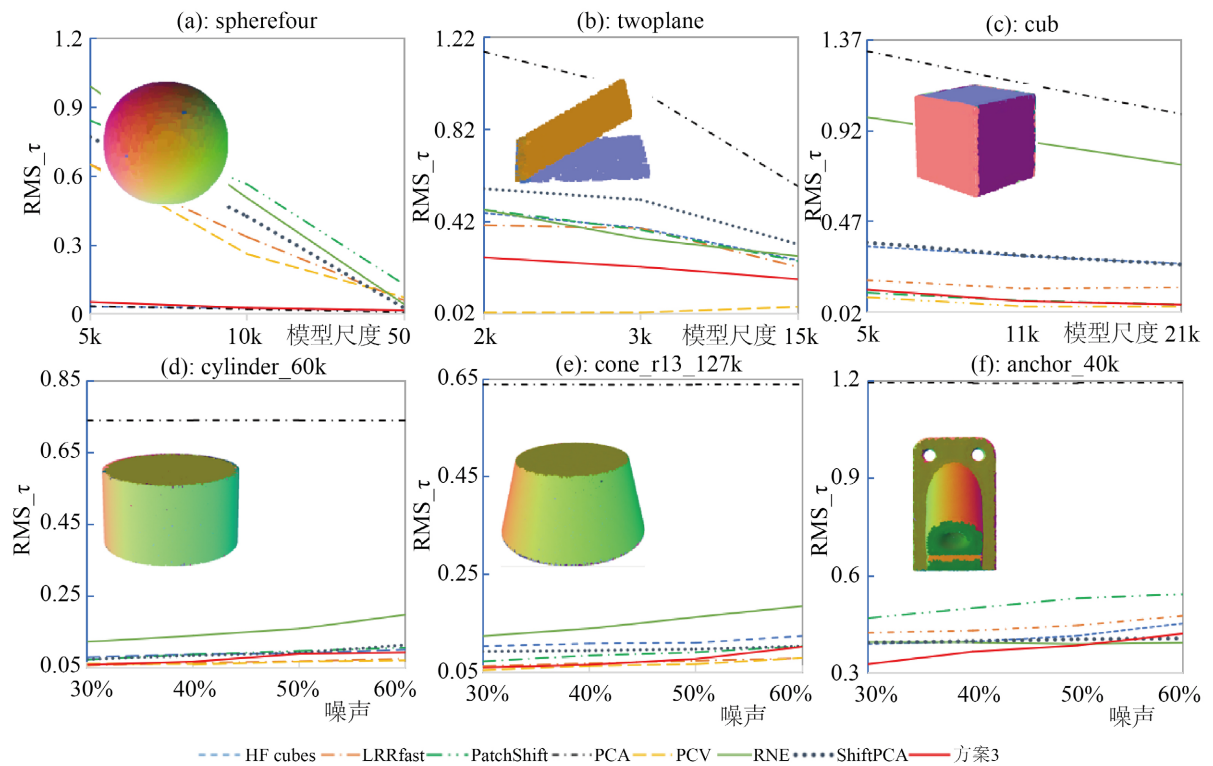 (a): spherefour
1.2
0.9
0.6
0.3
0
RMS_τ
5k 10k 模型尺度 50
(b): twoplane
1.22
0.82
0.42
0.02
RMS_τ
2k 3k 模型尺度 15k
(c): cub
1.37
0.92
0.47
0.02
RMS_τ
5k 11k 模型尺度 21k
(d): cylinder_60k
0.85
0.65
0.45
0.25
0.05
RMS_τ
30% 40% 50% 60%
噪声
(e): cone_r13_127k
0.65
0.45
0.25
0.05
RMS_τ
30% 40% 50% 60%
噪声
(f): anchor_40k
1.2
0.9
0.6
0.3
RMS_τ
30% 40% 50% 60%
噪声
HF cubes LRRfast PatchShift PCA PCV RNE ShiftPCA 方案3